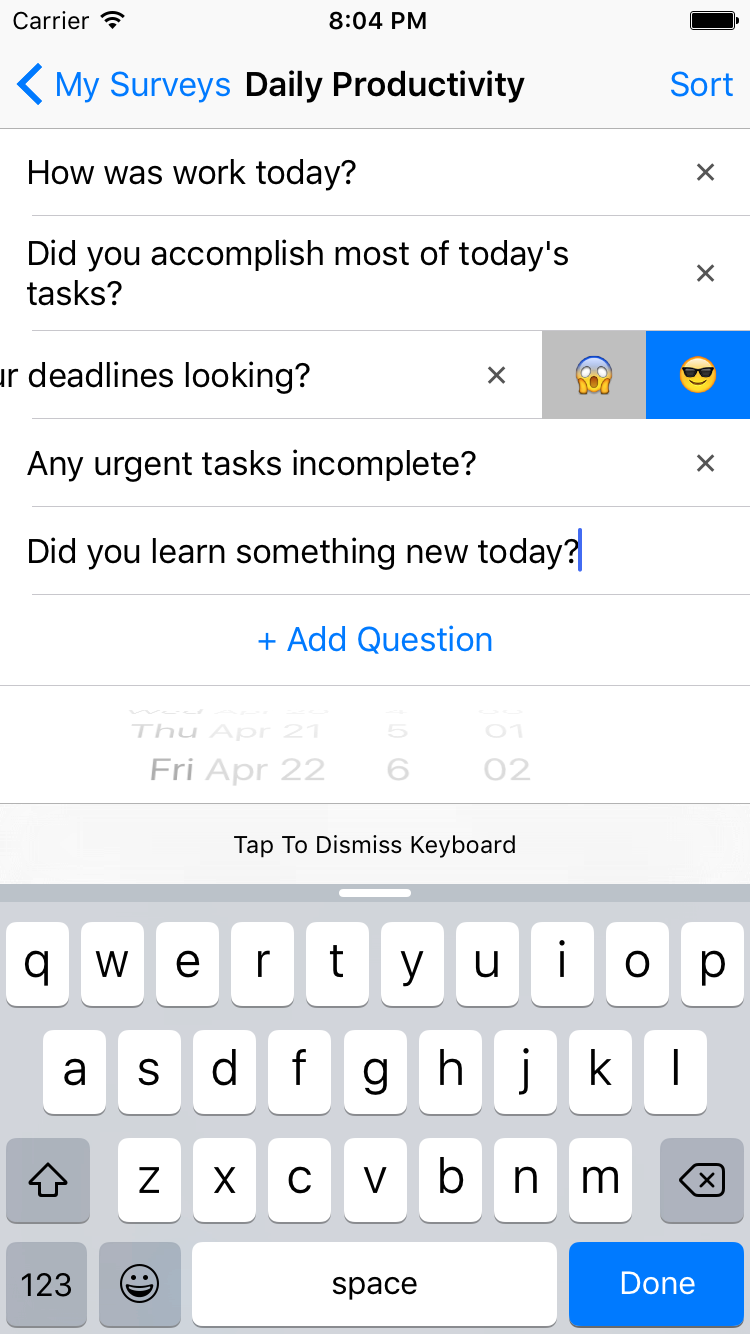 Carrier 8:04 PM
My Surveys Daily Productivity Sort
How was work today? ×
Did you accomplish most of today's
tasks? ×
r deadlines looking? × 😱 😎
Any urgent tasks incomplete? ×
Did you learn something new today?
+ Add Question
Thu Apr 21 5 01
Fri Apr 22 6 02
Tap To Dismiss Keyboard
q w e r t y u i o p
a s d f g h j k l
z x c v b n m
123 space Done